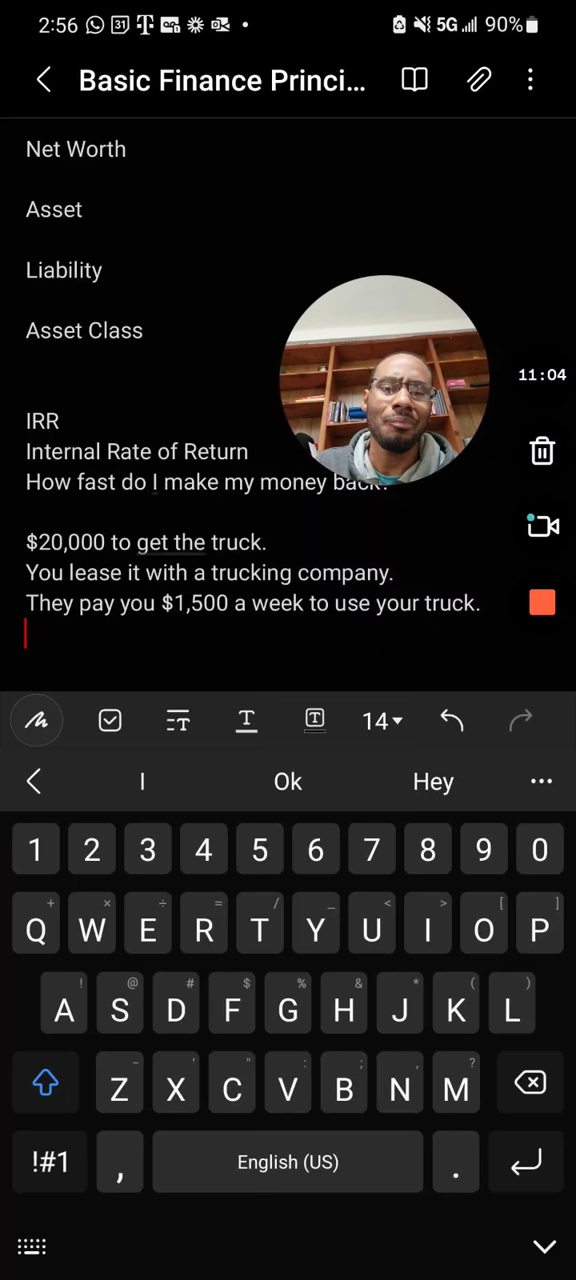 2:56
31
5G
90%
Basic Finance Princi...
Net Worth
Asset
Liability
Asset Class
11:04
IRR
Internal Rate of Return
How fast do I make my money back?
$20,000 to get the truck.
You lease it with a trucking company.
They pay you $1,500 a week to use your truck.
T
T
14
< I Ok Hey ...
1 2 3 4 5 6 7 8 9 0
+ × ÷ = / _ < > [ ]
Q W E R T Y U I O P
! @ # $ % & * ( )
A S D F G H J K L
- ' " : ; , ?
Z X C V B N M
!#1 , English (US) .